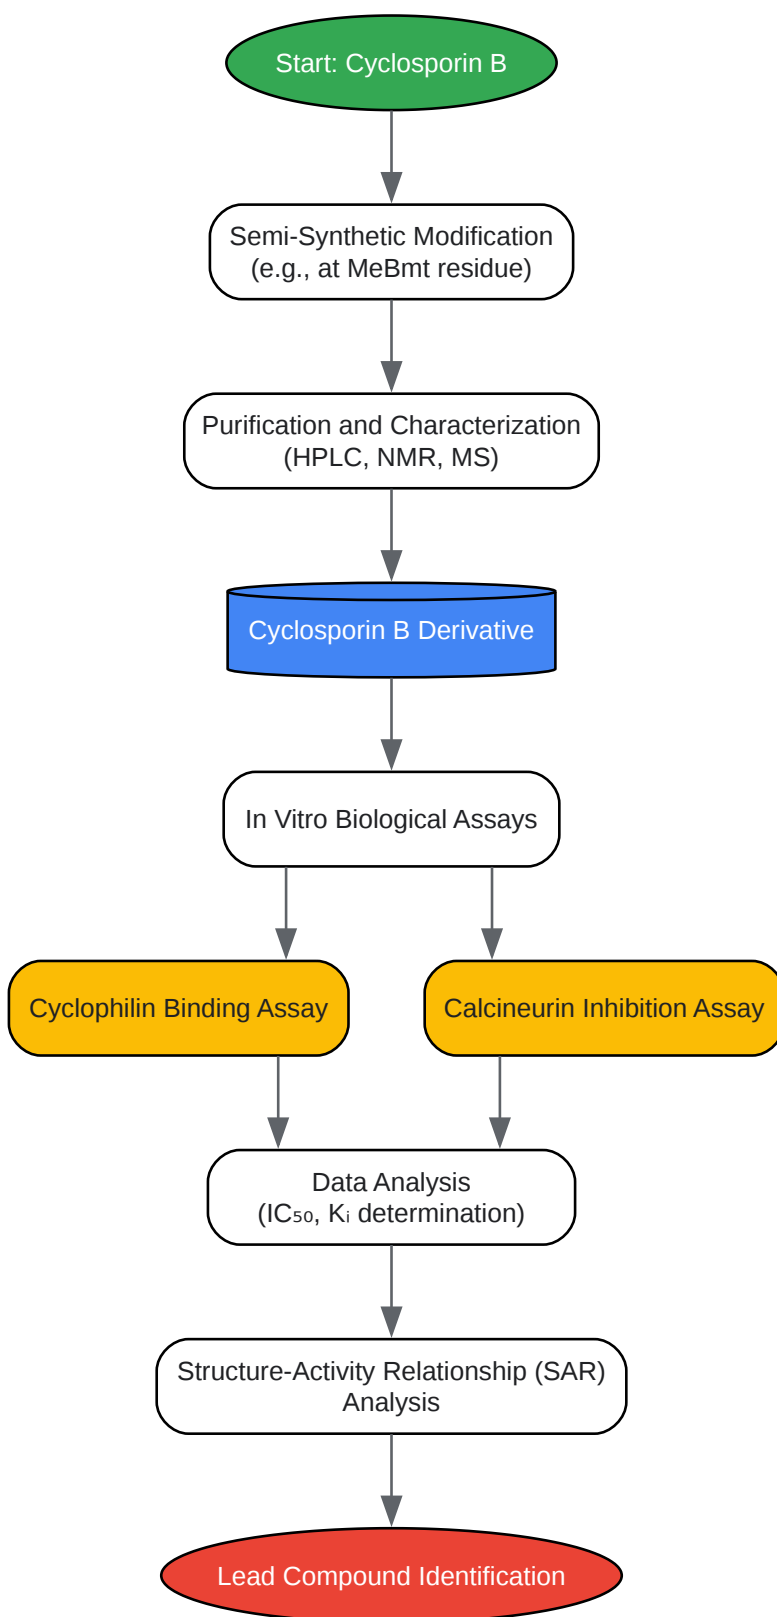 Start: Cyclosporin B
Semi-Synthetic Modification
(e.g., at MeBmt residue)
Purification and Characterization
(HPLC, NMR, MS)
Cyclosporin B Derivative
In Vitro Biological Assays
Cyclophilin Binding Assay
Calcineurin Inhibition Assay
Data Analysis
(IC₅₀, Kᵢ determination)
Structure-Activity Relationship (SAR)
Analysis
Lead Compound Identification